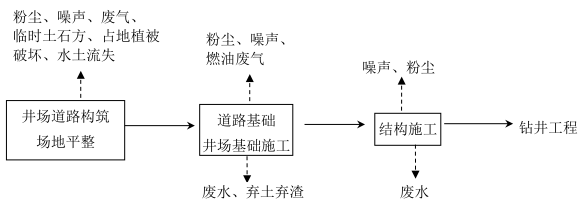 粉尘、噪声、废气、
临时土石方、占地植被
破坏、水土流失
粉尘、噪声、
燃油废气
噪声、粉尘
井场道路构筑
场地平整
道路基础
井场基础施工
结构施工
钻井工程
废水、弃土弃渣
废水